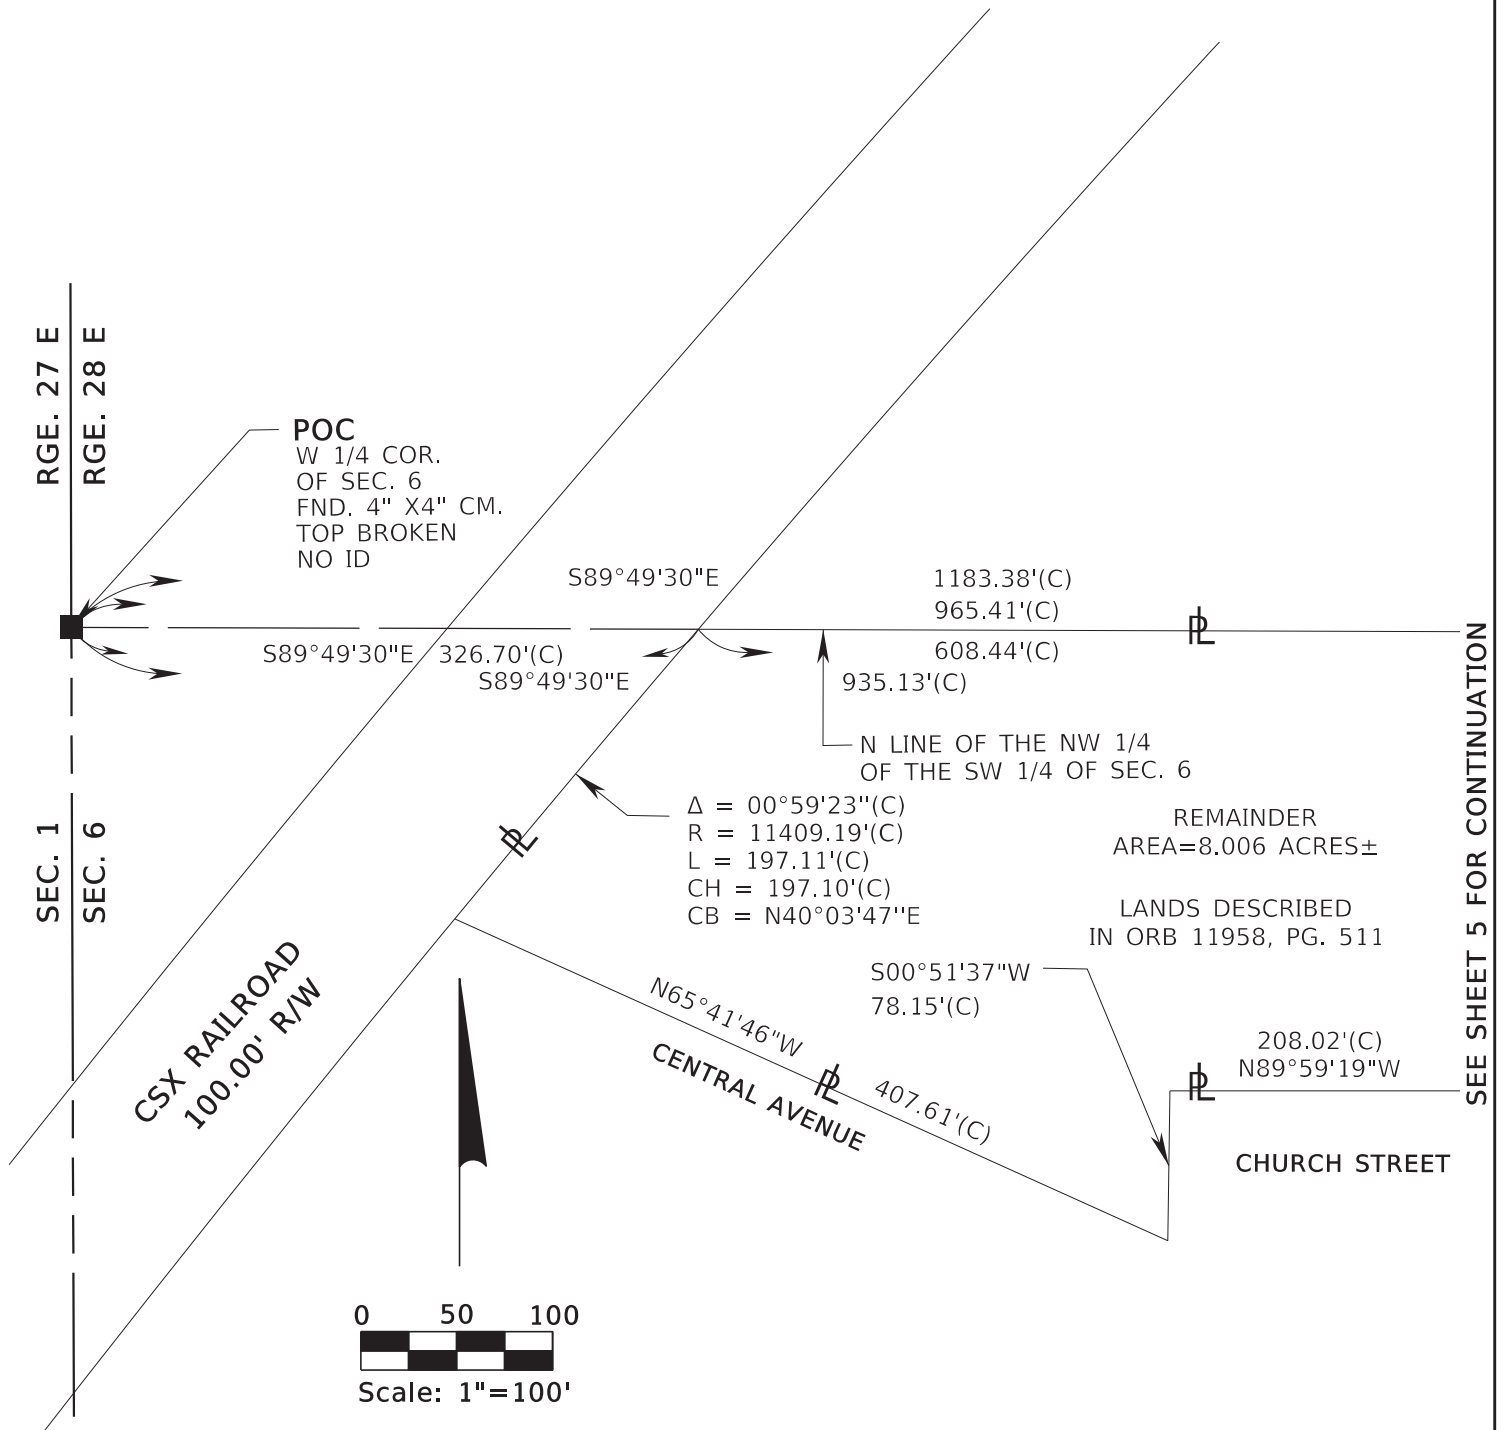 RGE. 27 E
RGE. 28 E
POC
W 1/4 COR.
OF SEC. 6
FND. 4" X4" CM.
TOP BROKEN
NO ID
S89°49'30"E
1183.38'(C)
965.41'(C)
PL
S89°49'30"E 326.70'(C)
S89°49'30"E
608.44'(C)
935.13'(C)
N LINE OF THE NW 1/4
OF THE SW 1/4 OF SEC. 6
SEC. 1
SEC. 6
PL
Δ = 00°59'23"(C)
R = 11409.19'(C)
L = 197.11'(C)
CH = 197.10'(C)
CB = N40°03'47"E
REMAINDER
AREA=8.006 ACRES±
LANDS DESCRIBED
IN ORB 11958, PG. 511
SEE SHEET 5 FOR CONTINUATION
CSX RAILROAD
100.00' R/W
N65°41'46"W
407.61'(C)
PL
CENTRAL AVENUE
S00°51'37"W
78.15'(C)
208.02'(C)
N89°59'19"W
PL
CHURCH STREET
0 50 100
Scale: 1"=100'